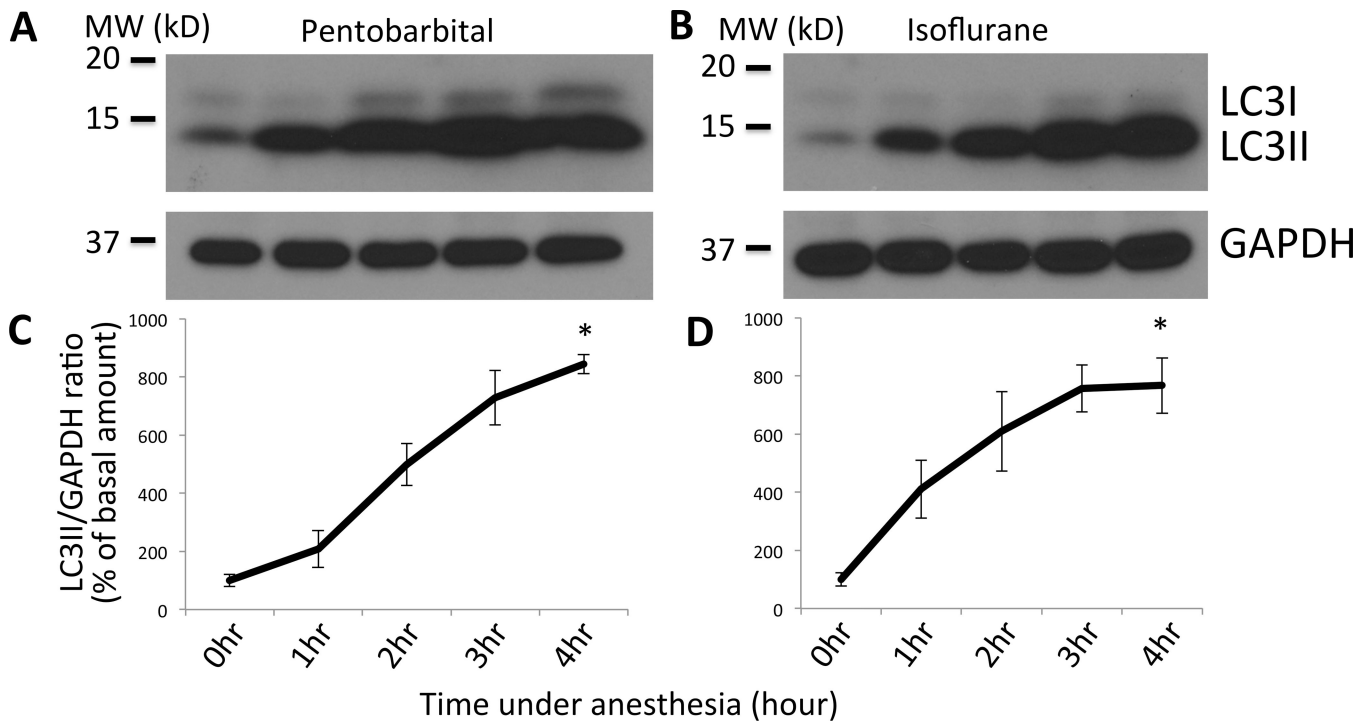 A
MW (kD)
Pentobarbital
20
15
37
B
MW (kD)
Isoflurane
20
15
LC3I
LC3II
37
GAPDH
C
LC3II/GAPDH ratio
(% of basal amount)
1000
800
600
400
200
0
*
0hr
1hr
2hr
3hr
4hr
D
1000
800
600
400
200
0
*
0hr
1hr
2hr
3hr
4hr
Time under anesthesia (hour)